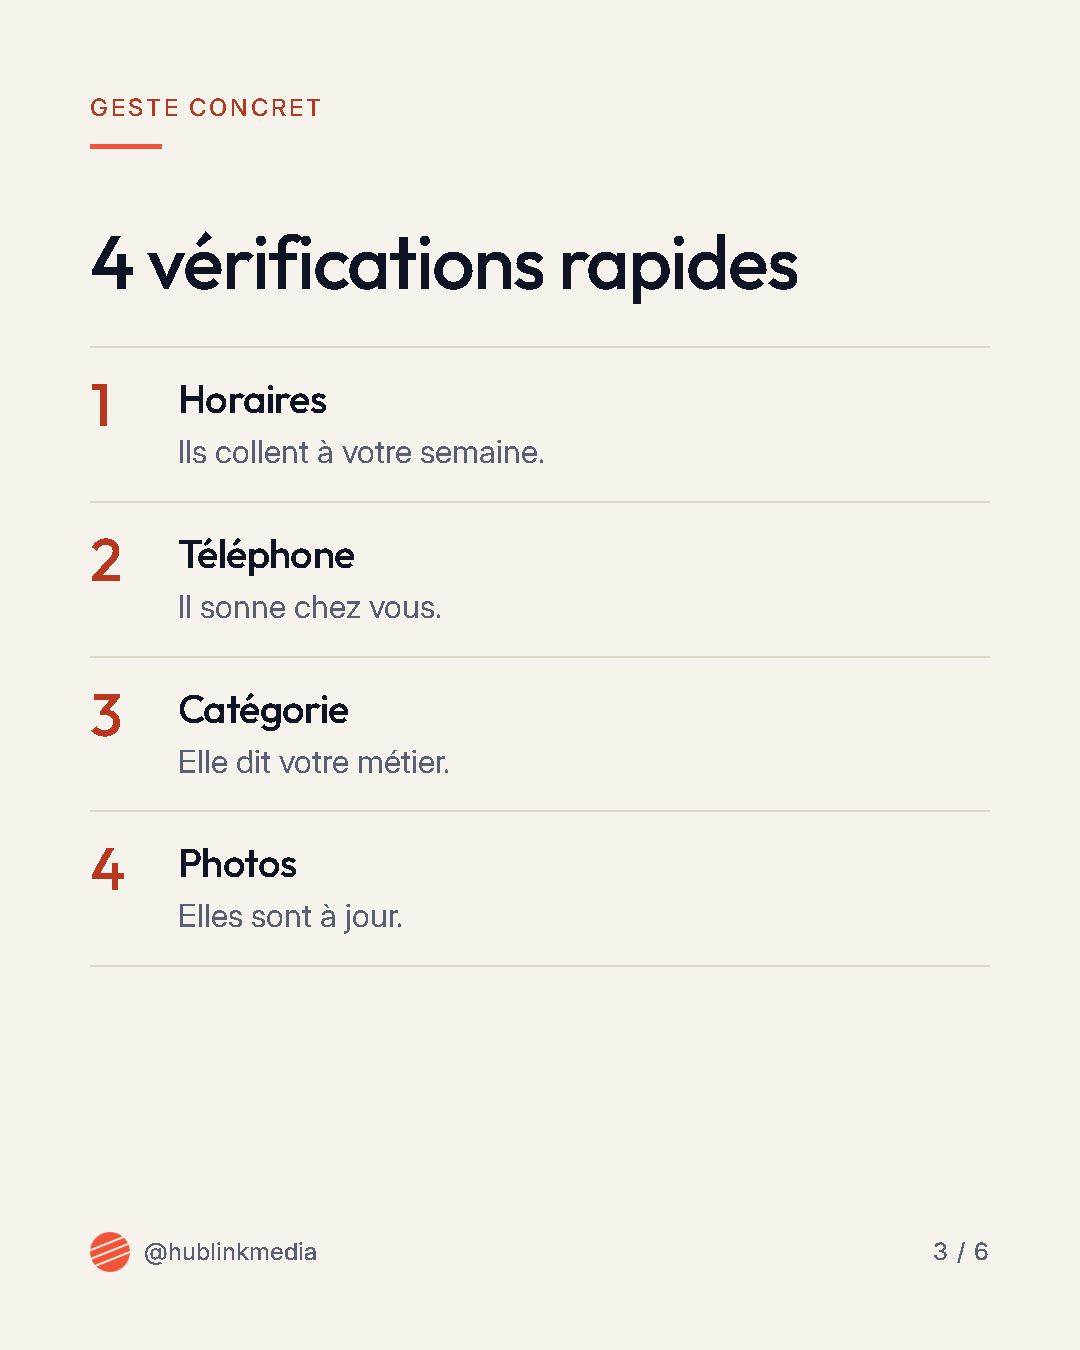 GESTE CONCRET
4 vérifications rapides
1 Horaires
Ils collent à votre semaine.
2 Téléphone
Il sonne chez vous.
3 Catégorie
Elle dit votre métier.
4 Photos
Elles sont à jour.
@hublinkmedia 3 / 6